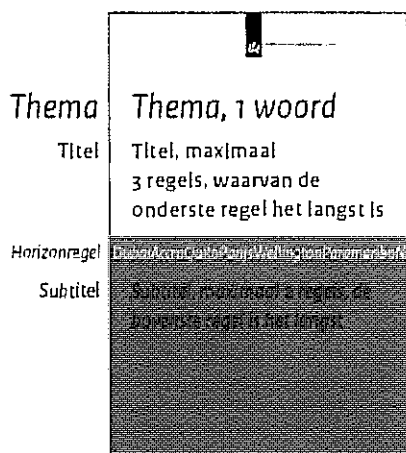 Thema
Thema, 1 woord
Titel
Titel, maximaal
3 regels, waarvan de
onderste regel het langst is
Horizonregel
Subtitel
Subtitel, maximaal 2 regels, de
bovenste regel is het langst